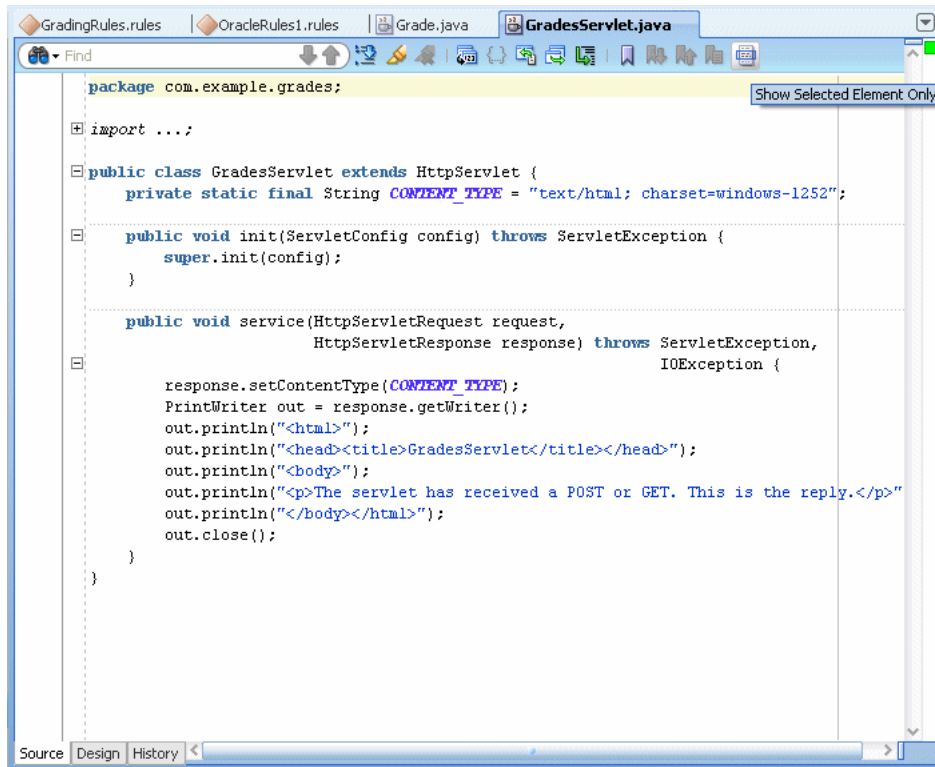 GradingRules.rules OracleRules1.rules Grade.java GradesServlet.java
Find
Show Selected Element Only
package com.example.grades;
import ...;
public class GradesServlet extends HttpServlet {
private static final String CONTENT_TYPE = "text/html; charset=windows-1252";
public void init(ServletConfig config) throws ServletException {
super.init(config);
}
public void service(HttpServletRequest request,
HttpServletResponse response) throws ServletException,
IOException {
response.setContentType(CONTENT_TYPE);
PrintWriter out = response.getWriter();
out.println("<html>");
out.println("<head><title>GradesServlet</title></head>");
out.println("<body>");
out.println("<p>The servlet has received a POST or GET. This is the reply.</p>"
out.println("</body></html>");
out.close();
}
}
Source Design History